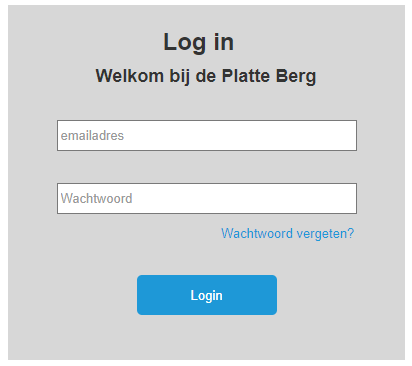 Log in
Welkom bij de Platte Berg
emailadres
Wachtwoord
Wachtwoord vergeten?
Login